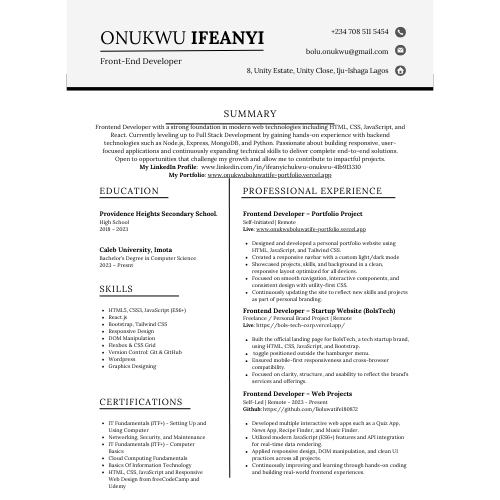 ONUKWU IFEANYI
Front-End Developer
+234 708 511 5454
bolu.onukwu@gmail.com
8, Unity Estate, Unity Close, Iju-Ishaga Lagos
SUMMARY
Frontend Developer with a strong foundation in modern web technologies including HTML, CSS, JavaScript, and
React. Currently leveling up to Full Stack Development by gaining hands-on experience with backend
technologies such as Node.js, Express, MongoDB, and Python. Passionate about building responsive, user-
focused applications and continuously expanding technical skills to deliver complete end-to-end solutions.
Open to opportunities that challenge my growth and allow me to contribute to impactful projects.
My LinkedIn Profile: www.linkedin.com/in/ifeanyichukwu-onukwu-41b913310
My Portfolio: www.onukwuboluwatife-portfolio.vercel.app
EDUCATION
Providence Heights Secondary School.
High School
2018 – 2023
Caleb University, Imota
Bachelor's Degree in Computer Science
2023 – Present
SKILLS
• HTML5, CSS3, JavaScript (ES6+)
• React.js
• Bootstrap, Tailwind CSS
• Responsive Design
• DOM Manipulation
• Flexbox & CSS Grid
• Version Control: Git & GitHub
• Wordpress
• Graphics Designing
CERTIFICATIONS
• IT Fundamentals (ITF+) - Setting Up and
Using Computer
• Networking, Security, and Maintenance
• IT Fundamentals (ITF+) - Computer
Basics
• Cloud Computing Fundamentals
• Basics Of Information Technology
• HTML, CSS, JavaScript and Responsive
Web Design from freeCodeCamp and
Udemy
PROFESSIONAL EXPERIENCE
Frontend Developer – Portfolio Project
Self-Initiated | Remote
Live: www.onukwuboluwatife-portfolio.vercel.app
• Designed and developed a personal portfolio website using
HTML, JavaScript, and Tailwind CSS.
• Created a responsive navbar with a custom light/dark mode
• Showcased projects, skills, and background in a clean,
responsive layout optimized for all devices.
• Focused on smooth navigation, interactive components, and
consistent design with utility-first CSS.
• Continuously updating the site to reflect new skills and projects
as part of personal branding.
Frontend Developer – Startup Website (BolsTech)
Freelance / Personal Brand Project | Remote
Live: https://bols-tech-corp.vercel.app/
• Built the official landing page for BolsTech, a tech startup brand,
using HTML, CSS, JavaScript, and Bootstrap.
• toggle positioned outside the hamburger menu.
• Ensured mobile-first responsiveness and cross-browser
compatibility.
• Focused on clarity, structure, and usability to reflect the brand's
services and offerings.
Frontend Developer – Web Projects
Self-Led | Remote – 2023 – Present
Github: https://github.com/Boluwatife180872
• Developed multiple interactive web apps such as a Quiz App,
News App, Recipe Finder, and Music Finder.
• Utilized modern JavaScript (ES6+) features and API integration
for real-time data rendering.
• Applied responsive design, DOM manipulation, and clean UI
practices across all projects.
• Continuously improving and learning through hands-on coding
and building real-world frontend experiences.